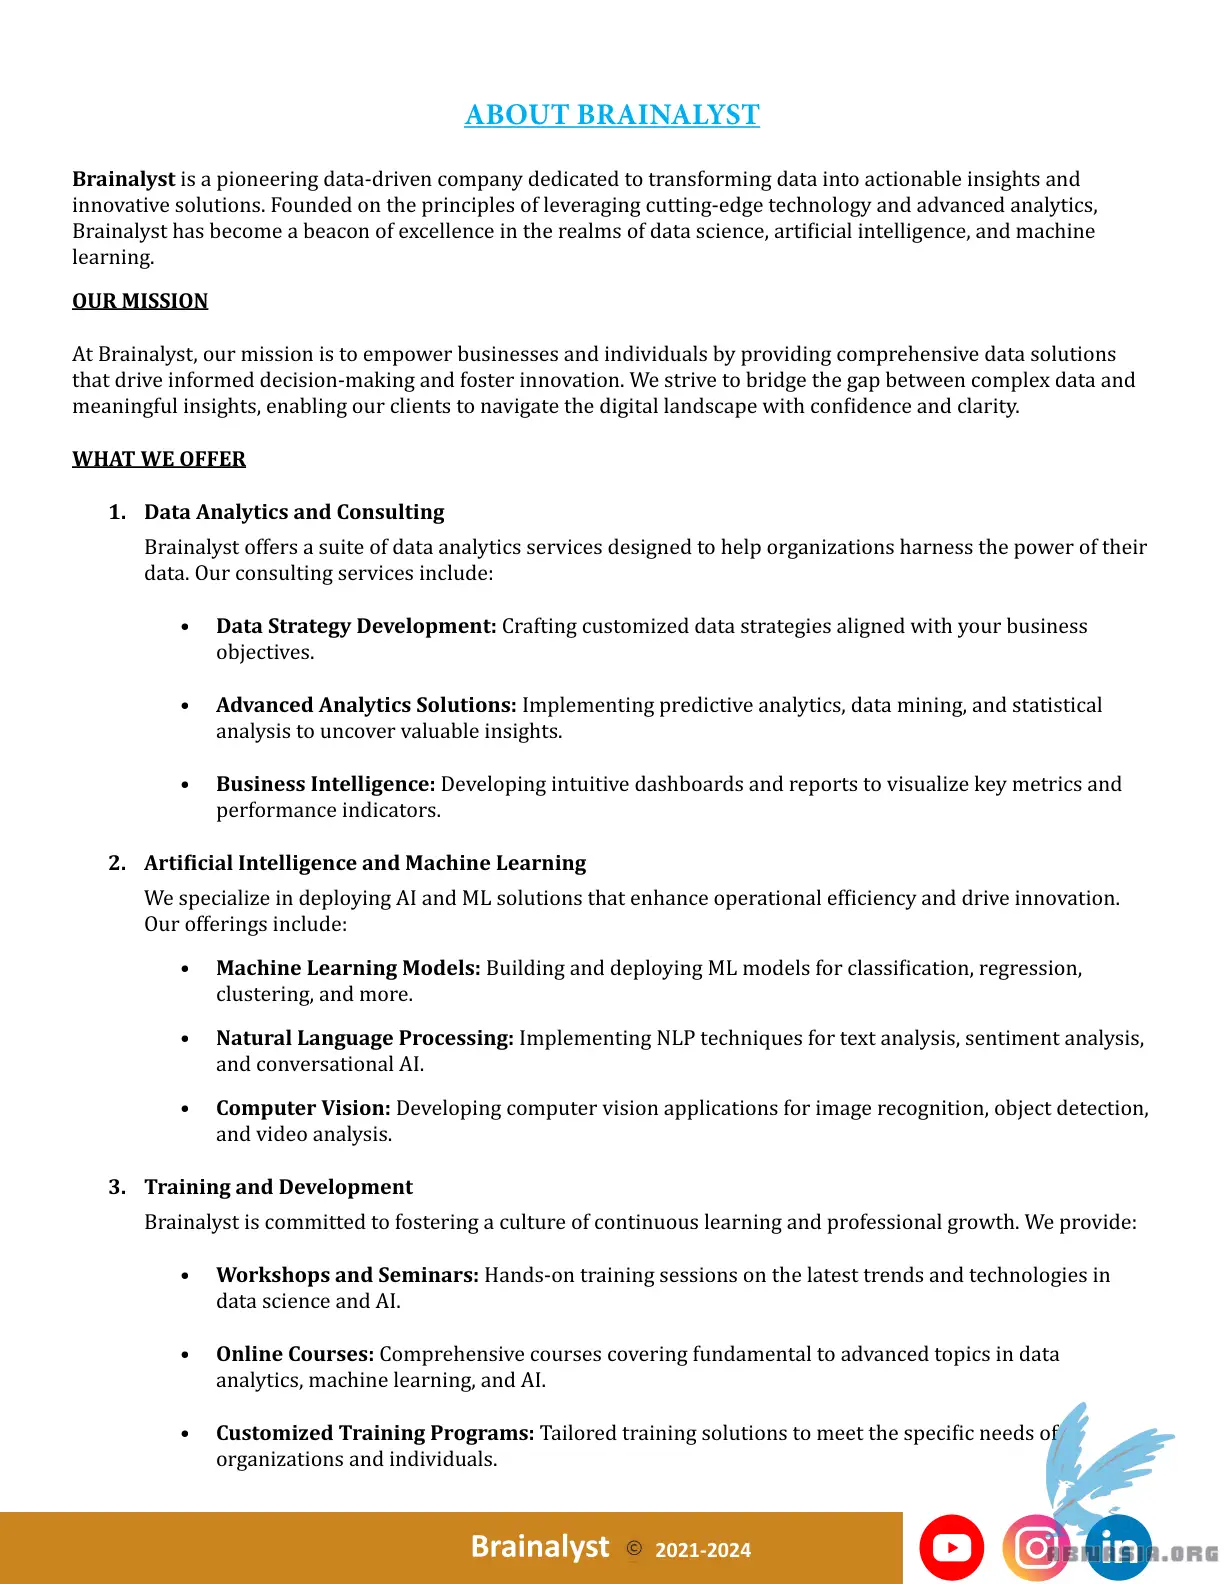 ABOUT BRAINALYST
Brainalyst is a pioneering data-driven company dedicated to transforming data into actionable insights and
innovative solutions. Founded on the principles of leveraging cutting-edge technology and advanced analytics,
Brainalyst has become a beacon of excellence in the realms of data science, artificial intelligence, and machine
learning.
OUR MISSION
At Brainalyst, our mission is to empower businesses and individuals by providing comprehensive data solutions
that drive informed decision-making and foster innovation. We strive to bridge the gap between complex data and
meaningful insights, enabling our clients to navigate the digital landscape with confidence and clarity.
WHAT WE OFFER
1. Data Analytics and Consulting
Brainalyst offers a suite of data analytics services designed to help organizations harness the power of their
data. Our consulting services include:
• Data Strategy Development: Crafting customized data strategies aligned with your business
objectives.
• Advanced Analytics Solutions: Implementing predictive analytics, data mining, and statistical
analysis to uncover valuable insights.
• Business Intelligence: Developing intuitive dashboards and reports to visualize key metrics and
performance indicators.
2. Artificial Intelligence and Machine Learning
We specialize in deploying AI and ML solutions that enhance operational efficiency and drive innovation.
Our offerings include:
• Machine Learning Models: Building and deploying ML models for classification, regression,
clustering, and more.
• Natural Language Processing: Implementing NLP techniques for text analysis, sentiment analysis,
and conversational AI.
• Computer Vision: Developing computer vision applications for image recognition, object detection,
and video analysis.
3. Training and Development
Brainalyst is committed to fostering a culture of continuous learning and professional growth. We provide:
• Workshops and Seminars: Hands-on training sessions on the latest trends and technologies in
data science and AI.
• Online Courses: Comprehensive courses covering fundamental to advanced topics in data
analytics, machine learning, and AI.
• Customized Training Programs: Tailored training solutions to meet the specific needs of
organizations and individuals.
Brainalyst © 2021-2024
in
ABNASIA.ORG